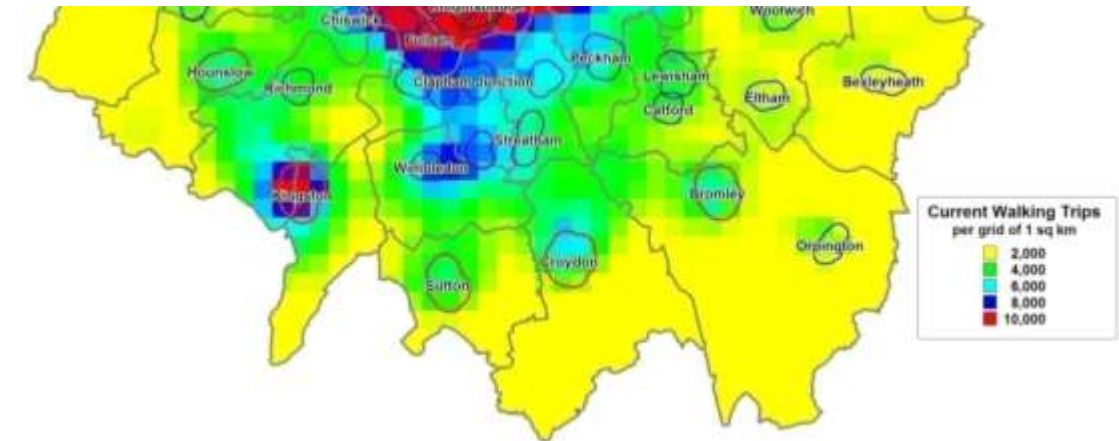 Woolwich
Chiswick
Fulham
Peckham
Hounslow
Richmond
Clapham Junction
Lewisham
Bexleyheath
Eltham
Catford
Streatham
Wimbledon
Kingston
Bromley
Orpington
Croydon
Sutton
Current Walking Trips
per grid of 1 sq km
2,000
4,000
6,000
8,000
10,000